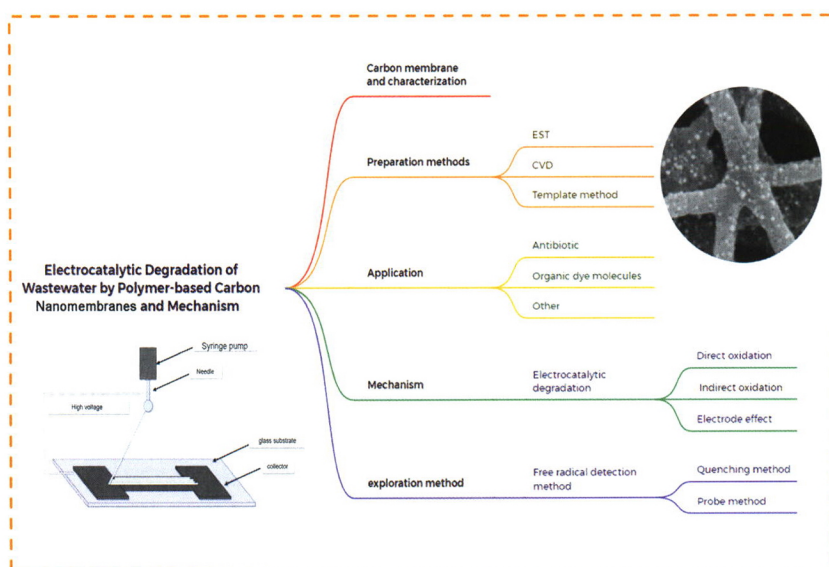 Carbon membrane
and characterization
Preparation methods
EST
CVD
Template method
Electrocatalytic Degradation of
Wastewater by Polymer-based Carbon
Nanomembranes and Mechanism
Application
Antibiotic
Organic dye molecules
Other
Mechanism
Electrocatalytic
degradation
Direct oxidation
Indirect oxidation
Electrode effect
exploration method
Free radical detection
method
Quenching method
Probe method
Syringe pump
Needle
High voltage
glass substrate
collector